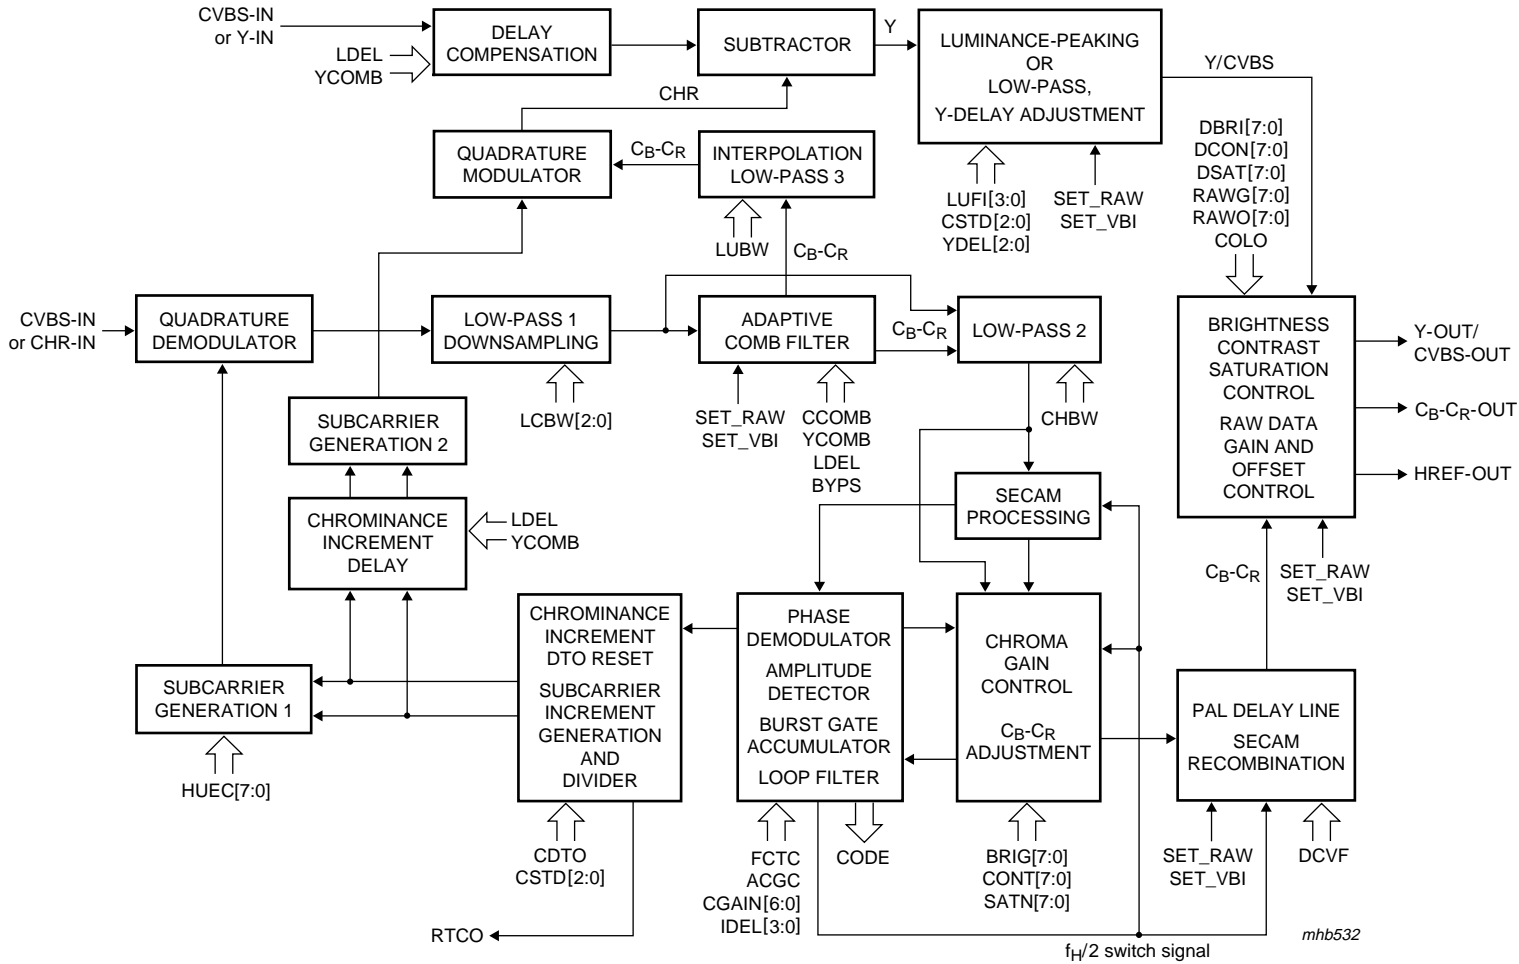 CVBS-IN
or Y-IN
LDEL
YCOMB
DELAY
COMPENSATION
SUBTRACTOR
Y
LUMINANCE-PEAKING
OR
LOW-PASS,
Y-DELAY ADJUSTMENT
Y/CVBS
CHR
QUADRATURE
MODULATOR
CB-CR
INTERPOLATION
LOW-PASS 3
LUBW
CB-CR
LUFI[3:0]
CSTD[2:0]
YDEL[2:0]
SET_RAW
SET_VBI
DBRI[7:0]
DCON[7:0]
DSAT[7:0]
RAWG[7:0]
RAWO[7:0]
COLO
CVBS-IN
or CHR-IN
QUADRATURE
DEMODULATOR
LOW-PASS 1
DOWNSAMPLING
LCBW[2:0]
ADAPTIVE
COMB FILTER
CB-CR
LOW-PASS 2
SET_RAW
SET_VBI
CCOMB
YCOMB
LDEL
BYPS
CHBW
BRIGHTNESS
CONTRAST
SATURATION
CONTROL
RAW DATA
GAIN AND
OFFSET
CONTROL
Y-OUT/
CVBS-OUT
CB-CR-OUT
HREF-OUT
SUBCARRIER
GENERATION 2
CHROMINANCE
INCREMENT
DELAY
LDEL
YCOMB
SECAM
PROCESSING
CB-CR
SET_RAW
SET_VBI
SUBCARRIER
GENERATION 1
HUEC[7:0]
CHROMINANCE
INCREMENT
DTO RESET
SUBCARRIER
INCREMENT
GENERATION
AND
DIVIDER
CDTO
CSTD[2:0]
RTCO
PHASE
DEMODULATOR
AMPLITUDE
DETECTOR
BURST GATE
ACCUMULATOR
LOOP FILTER
FCTC
ACGC
CGAIN[6:0]
IDEL[3:0]
CODE
CHROMA
GAIN
CONTROL
CB-CR
ADJUSTMENT
BRIG[7:0]
CONT[7:0]
SATN[7:0]
PAL DELAY LINE
SECAM
RECOMBINATION
SET_RAW
SET_VBI
DCVF
fH/2 switch signal
mhb532